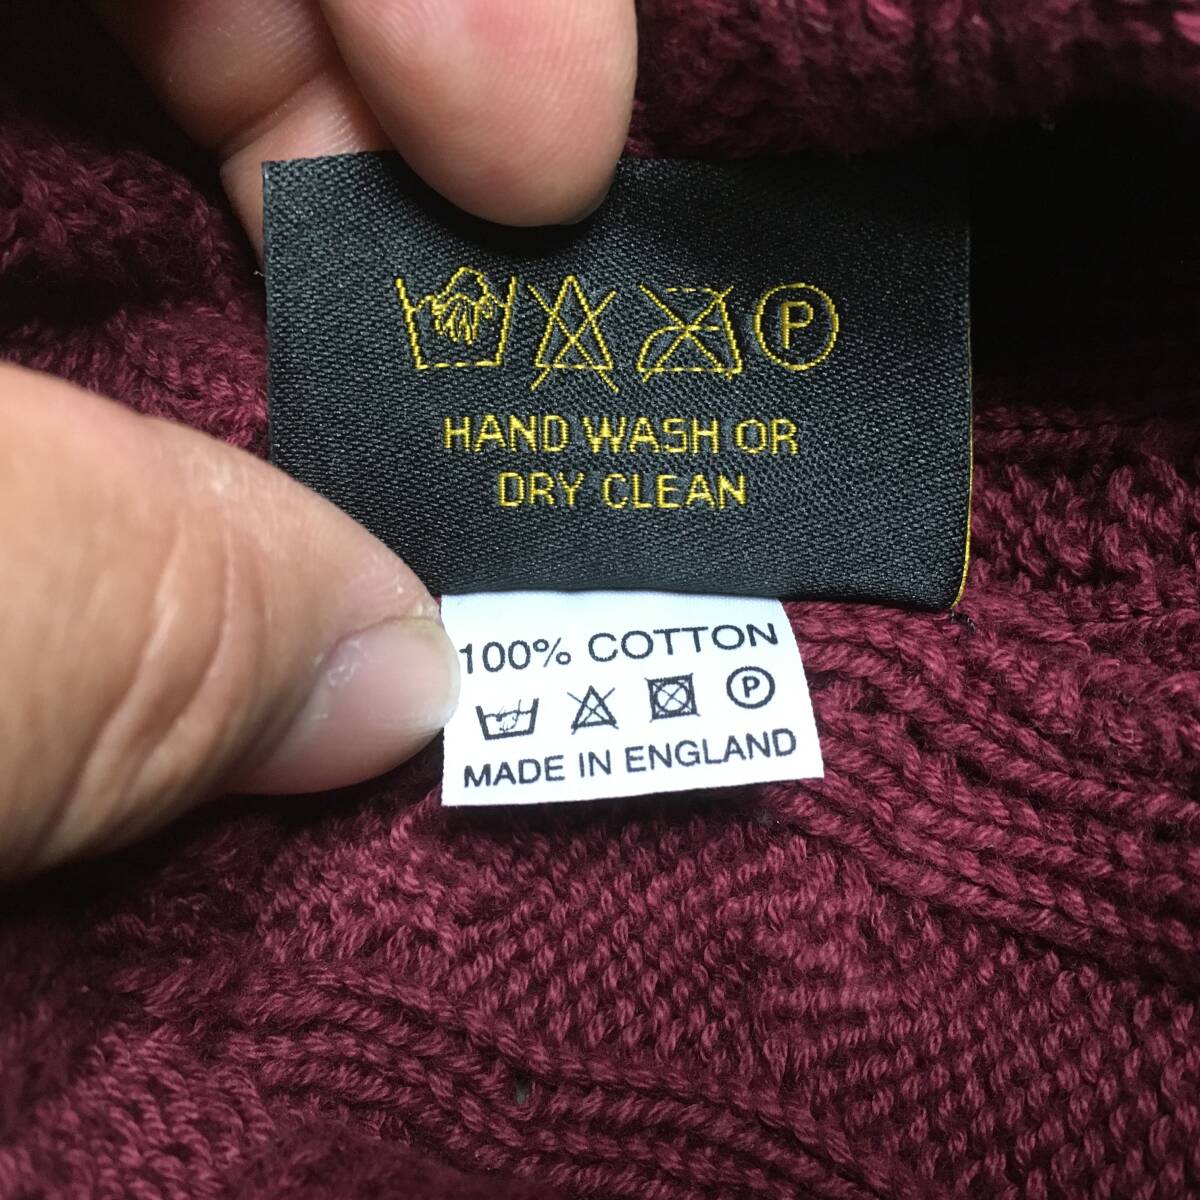 P
HAND WASH OR
DRY CLEAN
100% COTTON
P
MADE IN ENGLAND